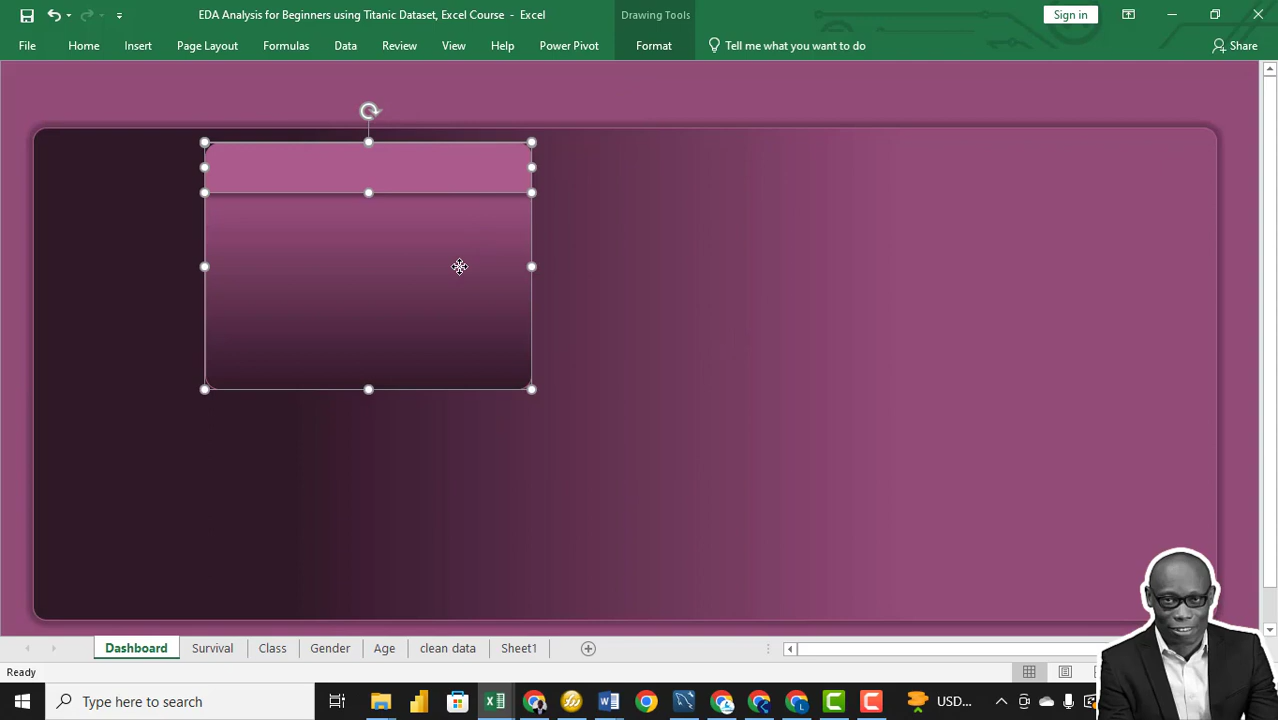 EDA Analysis for Beginners using Titanic Dataset, Excel Course - Excel
Drawing Tools
Sign in
File
Home
Insert
Page Layout
Formulas
Data
Review
View
Help
Power Pivot
Format
Tell me what you want to do
Share
Dashboard
Survival
Class
Gender
Age
clean data
Sheet1
Ready
Type here to search
USD...